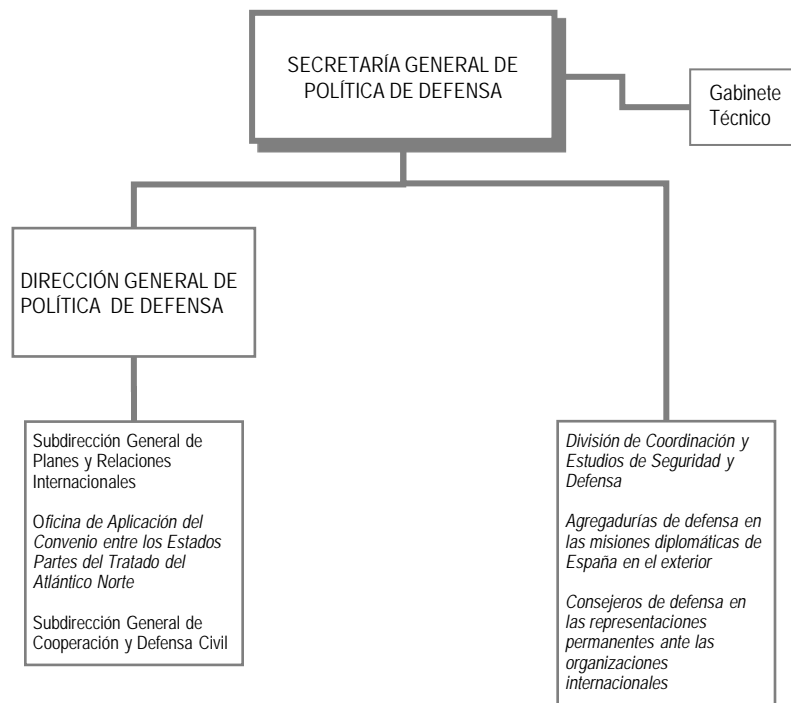 SECRETARÍA GENERAL DE
POLÍTICA DE DEFENSA
Gabinete
Técnico
DIRECCIÓN GENERAL DE
POLÍTICA DE DEFENSA
Subdirección General de
Planes y Relaciones
Internacionales
Oficina de Aplicación del
Convenio entre los Estados
Partes del Tratado del
Atlántico Norte
Subdirección General de
Cooperación y Defensa Civil
División de Coordinación y
Estudios de Seguridad y
Defensa
Agregadurías de defensa en
las misiones diplomáticas de
España en el exterior
Consejeros de defensa en
las representaciones
permanentes ante las
organizaciones
internacionales